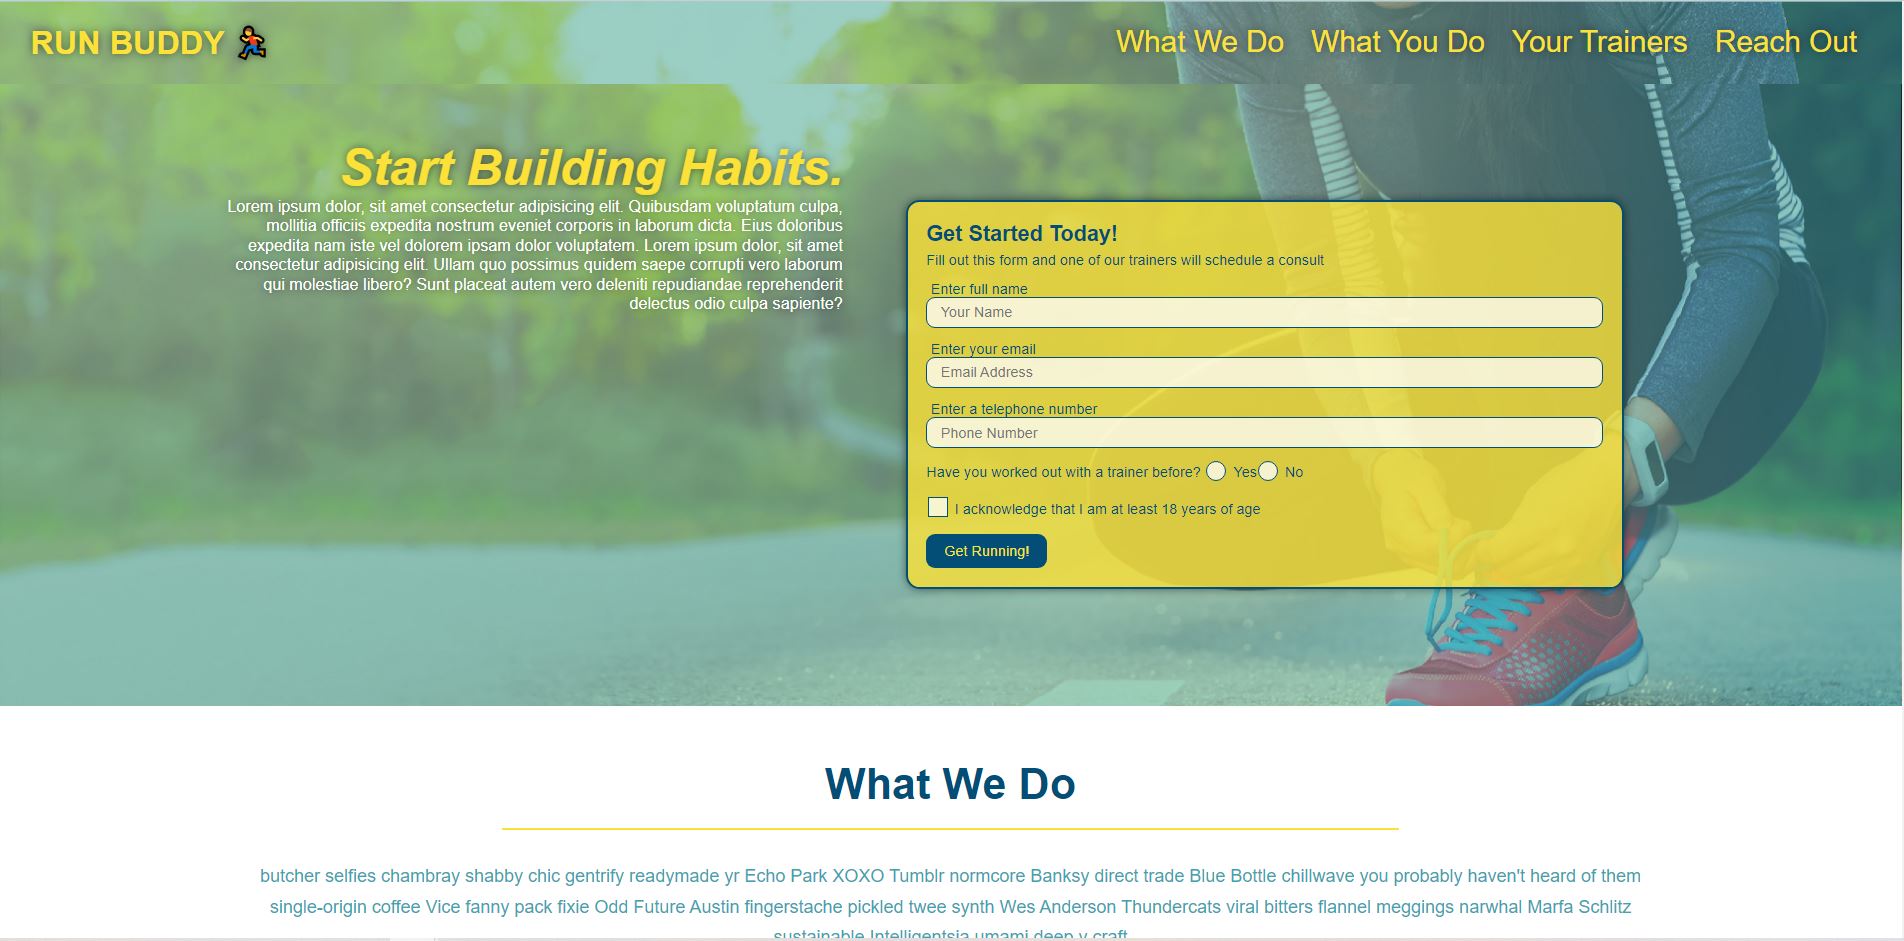 RUN BUDDY
What We Do What You Do Your Trainers Reach Out
Start Building Habits.
Lorem ipsum dolor, sit amet consectetur adipisicing elit. Quibusdam voluptatum culpa,
mollitia officiis expedita nostrum eveniet corporis in laborum dicta. Eius doloribus
expedita nam iste vel dolorem ipsam dolor voluptatem. Lorem ipsum dolor, sit amet
consectetur adipisicing elit. Ullam quo possimus quidem saepe corrupti vero laborum
qui molestiae libero? Sunt placeat autem vero deleniti repudiandae reprehenderit
delectus odio culpa sapiente?
Get Started Today!
Fill out this form and one of our trainers will schedule a consult
Enter full name
Your Name
Enter your email
Email Address
Enter a telephone number
Phone Number
Have you worked out with a trainer before? Yes No
I acknowledge that I am at least 18 years of age
Get Running!
What We Do
butcher selfies chambray shabby chic gentrify readymade yr Echo Park XOXO Tumblr normcore Banksy direct trade Blue Bottle chillwave you probably haven't heard of them
single-origin coffee Vice fanny pack fixie Odd Future Austin fingerstache pickled twee synth Wes Anderson Thundercats viral bitters flannel meggings narwhal Marfa Schlitz
sustainable Intelligentsia umami deep v craft